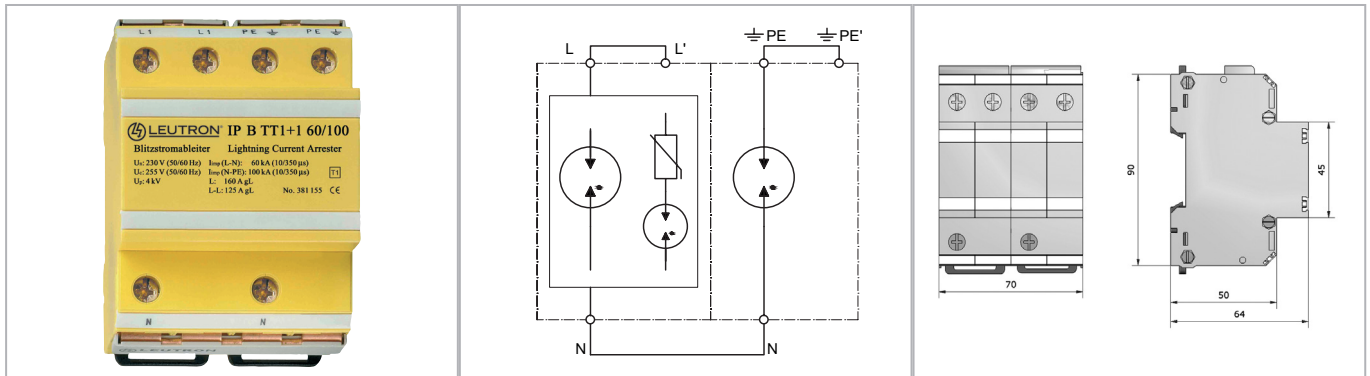 L1 L1 PE PE
LEUTRON IP B TT1+1 60/100
Blitzstromableiter Lightning Current Arrester
Uₙ: 230 V (50/60 Hz) Iimp (L-N): 60 kA (10/350 µs)
U꜀: 255 V (50/60 Hz) Iimp (N-PE): 100 kA (10/350 µs)
Uₚ: 4 kV L: 160 A gL T1
L-L: 125 A gL No. 381 155 CE
N N
LEUTRON
L L' PE PE'
N N
90
45
70
50
64